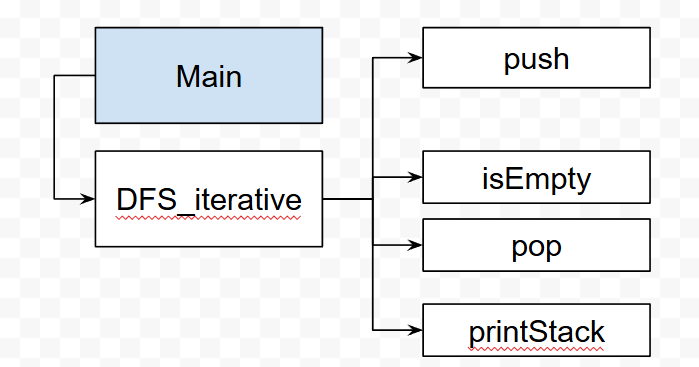 Main
DFS_iterative
push
isEmpty
pop
printStack